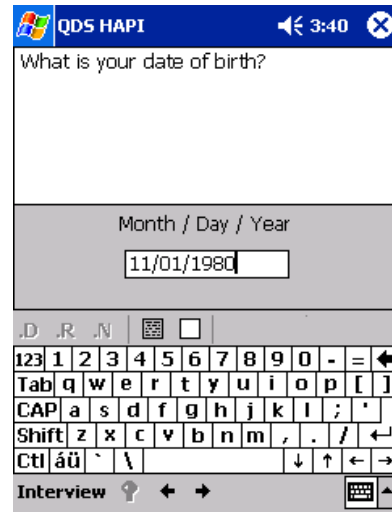 QDS HAPI 3:40
What is your date of birth?
Month / Day / Year
11/01/1980
.D .R .N
123 1 2 3 4 5 6 7 8 9 0 - =
Tab q w e r t y u i o p [ ]
CAP a s d f g h j k l ; '
Shift z x c v b n m , . /
Ctl áü ` \ ↓ ↑ ← →
Interview